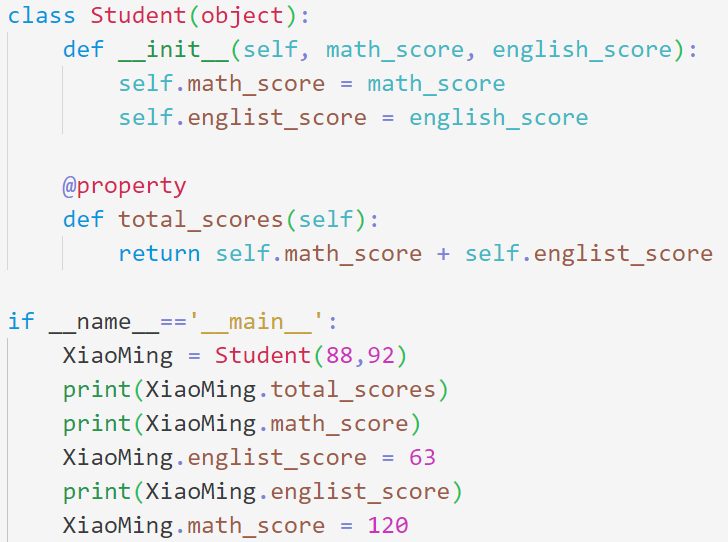 class Student(object):
    def __init__(self, math_score, english_score):
        self.math_score = math_score
        self.englist_score = english_score

    @property
    def total_scores(self):
        return self.math_score + self.englist_score

if __name__=='__main__':
    XiaoMing = Student(88,92)
    print(XiaoMing.total_scores)
    print(XiaoMing.math_score)
    XiaoMing.englist_score = 63
    print(XiaoMing.englist_score)
    XiaoMing.math_score = 120